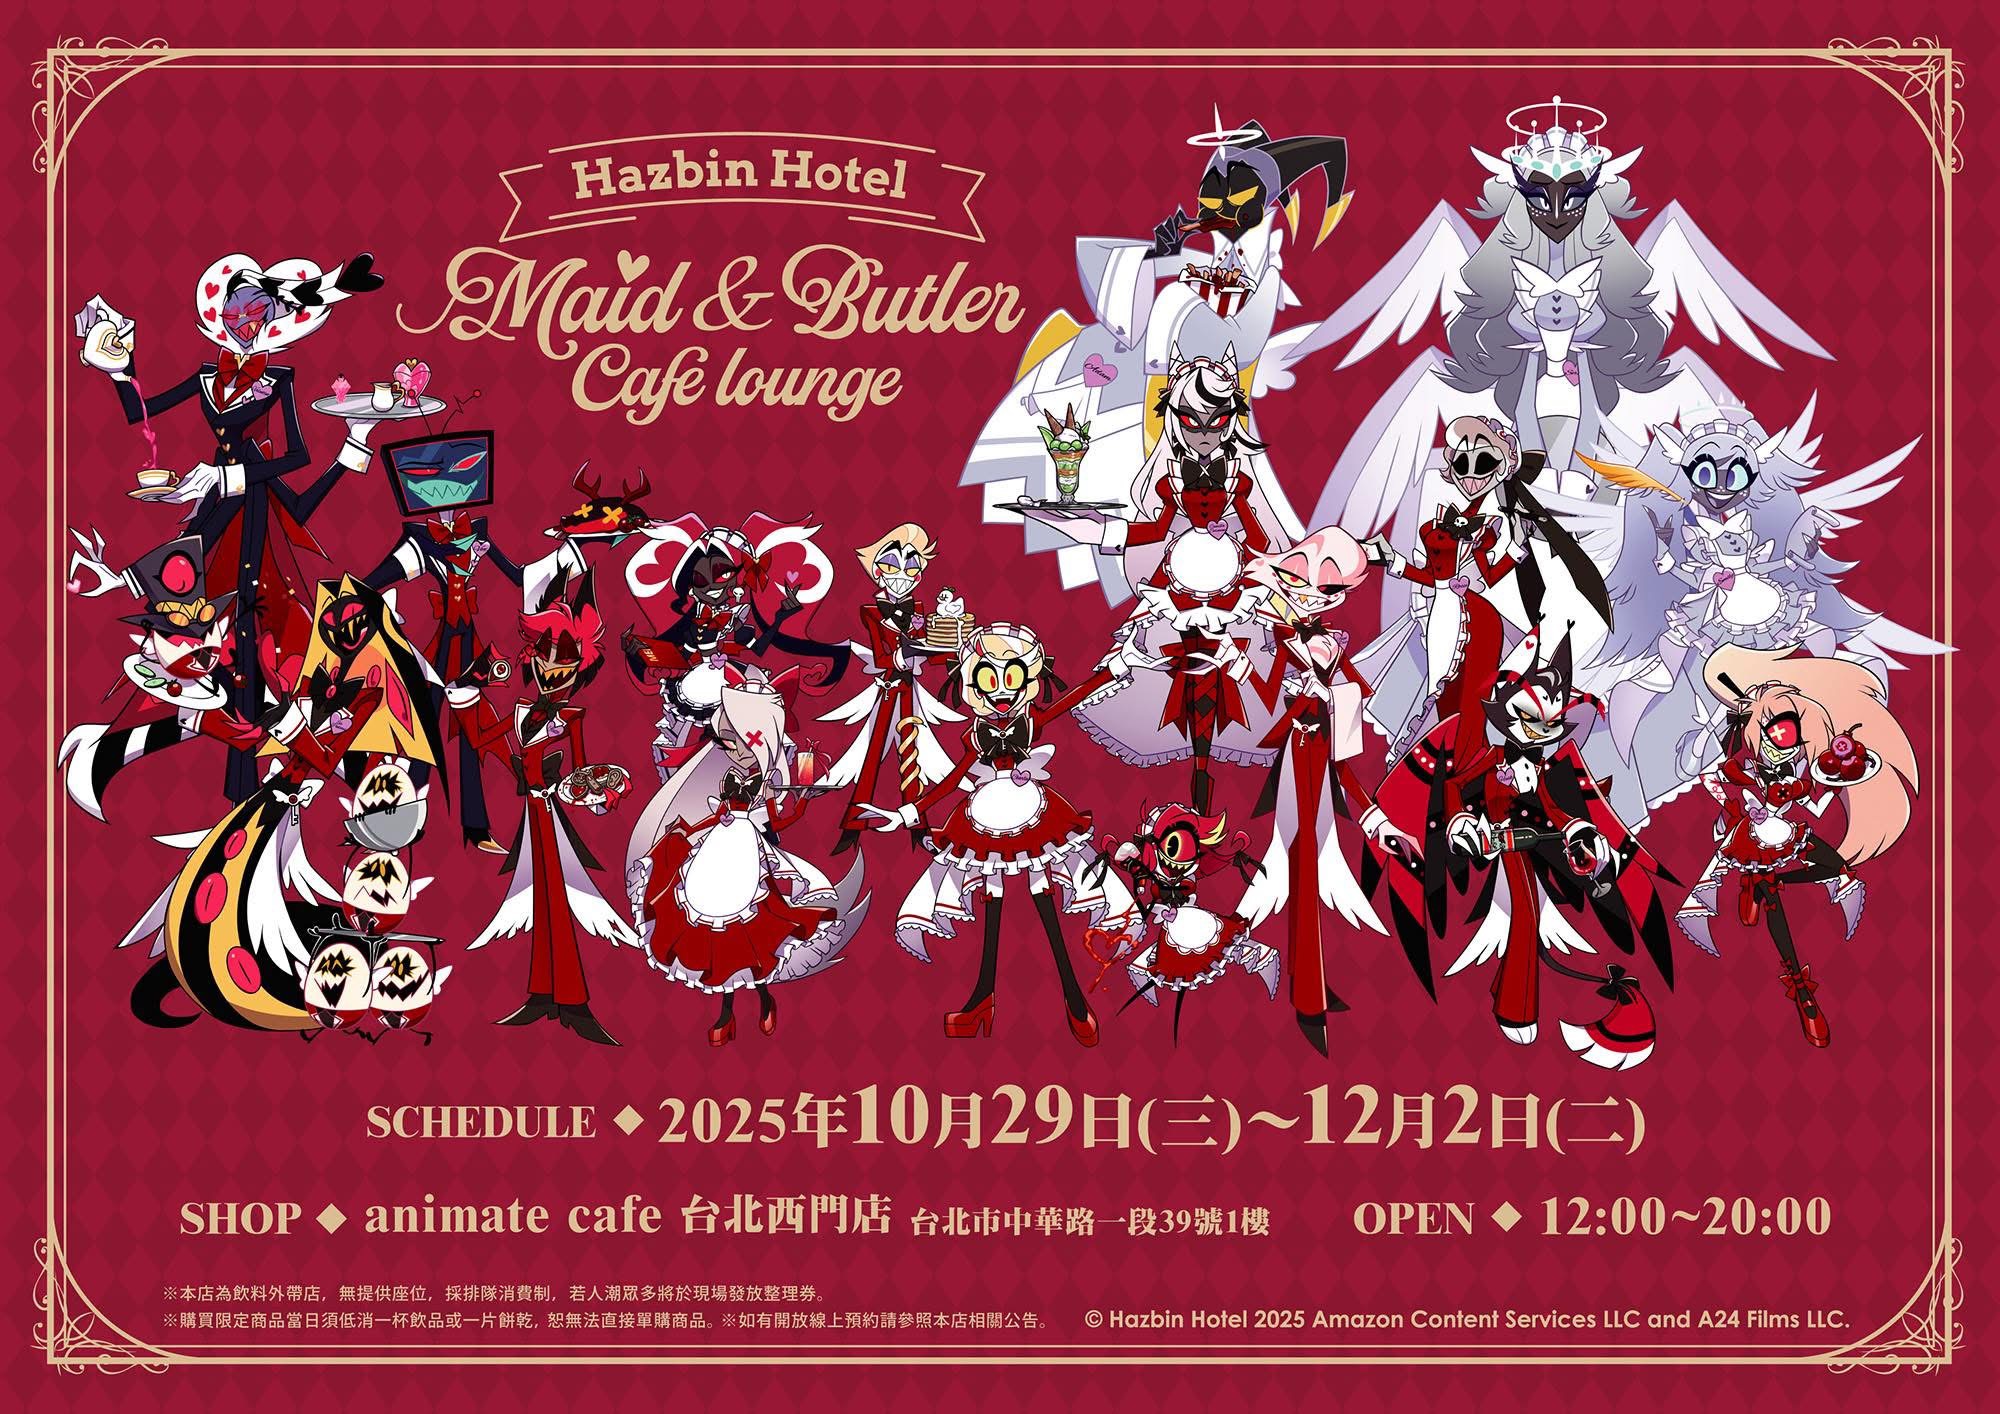 Hazbin Hotel
Maid & Butler
Cafe lounge
Adam
SCHEDULE ◆ 2025年10月29日(三)~12月2日(二)
SHOP ◆ animate cafe 台北西門店 台北市中華路一段39號1樓 OPEN ◆ 12:00~20:00
※本店為飲料外帶店，無提供座位，採排隊消費制，若人潮眾多將於現場發放整理券。
※購買限定商品當日須低消一杯飲品或一片餅乾，恕無法直接單購商品。※如有開放線上預約請參照本店相關公告。
© Hazbin Hotel 2025 Amazon Content Services LLC and A24 Films LLC.